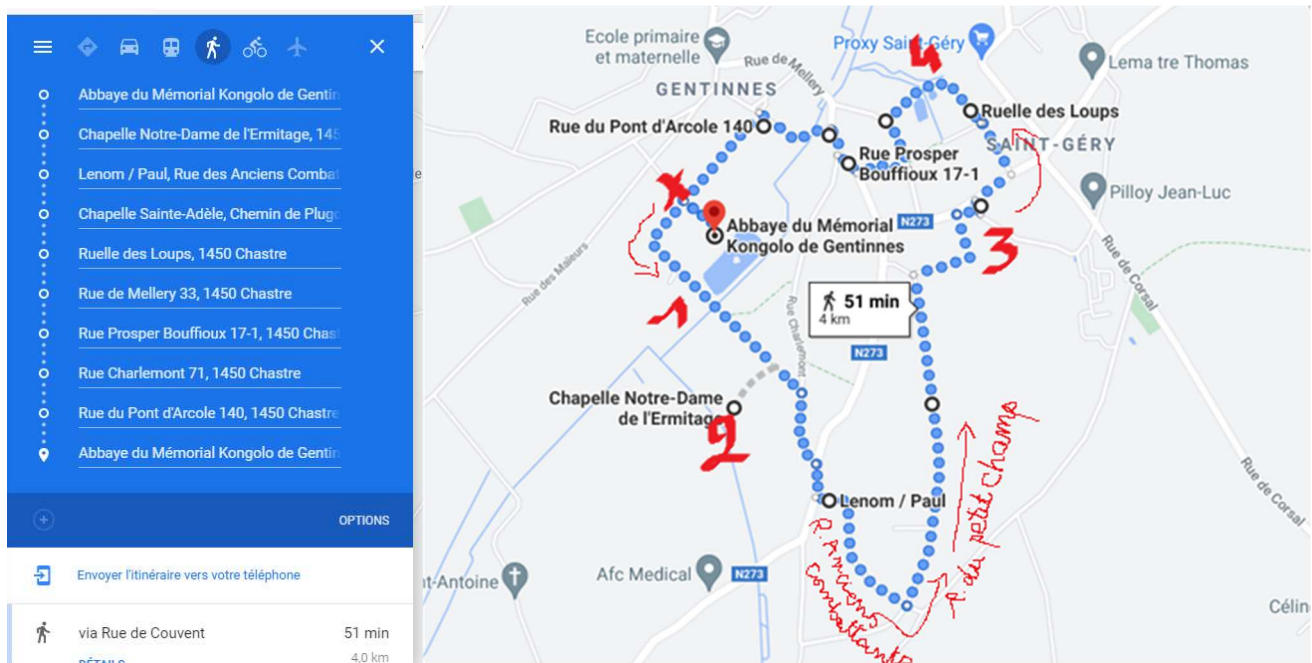 Abbaye du Mémorial Kongolo de Gentin
Chapelle Notre-Dame de l'Ermitage, 145
Lenom / Paul, Rue des Anciens Combat
Chapelle Sainte-Adèle, Chemin de Plugo
Ruelle des Loups, 1450 Chastre
Rue de Mellery 33, 1450 Chastre
Rue Prosper Bouffioux 17-1, 1450 Chast
Rue Charlemont 71, 1450 Chastre
Rue du Pont d'Arcole 140, 1450 Chastre
Abbaye du Mémorial Kongolo de Gentin
OPTIONS
Envoyer l'itinéraire vers votre téléphone
via Rue de Couvent
51 min
DÉTAILS
4,0 km
Ecole primaire
et maternelle
Rue de Mellery
Proxy Saint-Géry
4
Lema tre Thomas
GENTINNES
Ruelle des Loups
Rue du Pont d'Arcole 140
SAINT-GÉRY
Rue Prosper
Bouffioux 17-1
Pilloy Jean-Luc
X
Abbaye du Mémorial
Kongolo de Gentinnes
N273
3
Rue des Maieurs
Rue de Corsal
1
51 min
4 km
Rue Charlemont
N273
Chapelle Notre-Dame
de l'Ermitage
2
R. du petit champ
Rue de Corsal
Lenom / Paul
R. Anciens
Combattants
nt-Antoine
Afc Medical
N273
Céline